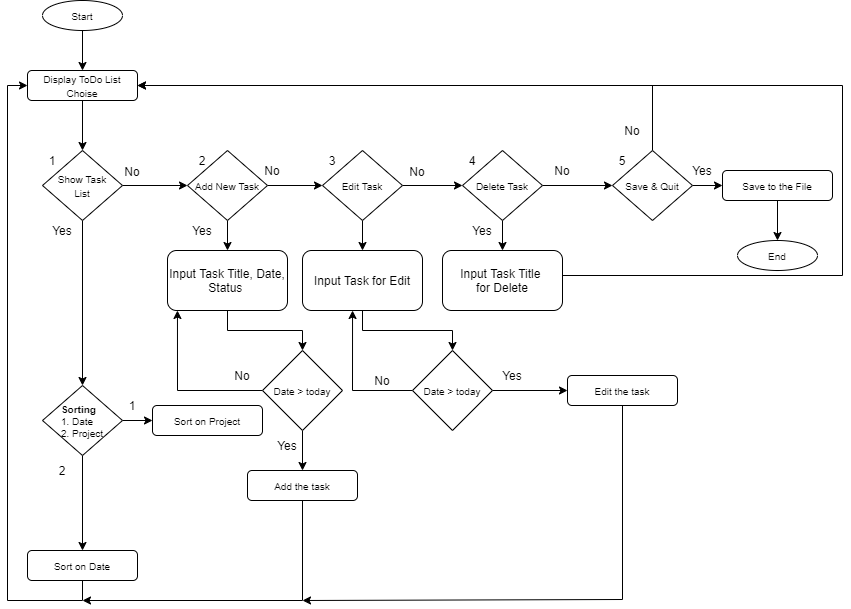 Start
Display ToDo List
Choise
1
Show Task
List
No
Yes
2
Add New Task
No
Yes
3
Edit Task
No
4
Delete Task
No
Yes
5
Save & Quit
No
Yes
Save to the File
End
Input Task Title, Date,
Status
Input Task for Edit
Input Task Title
for Delete
Date > today
No
Yes
Date > today
No
Yes
Edit the task
Sorting
1. Date
2. Project
1
Sort on Project
2
Add the task
Sort on Date